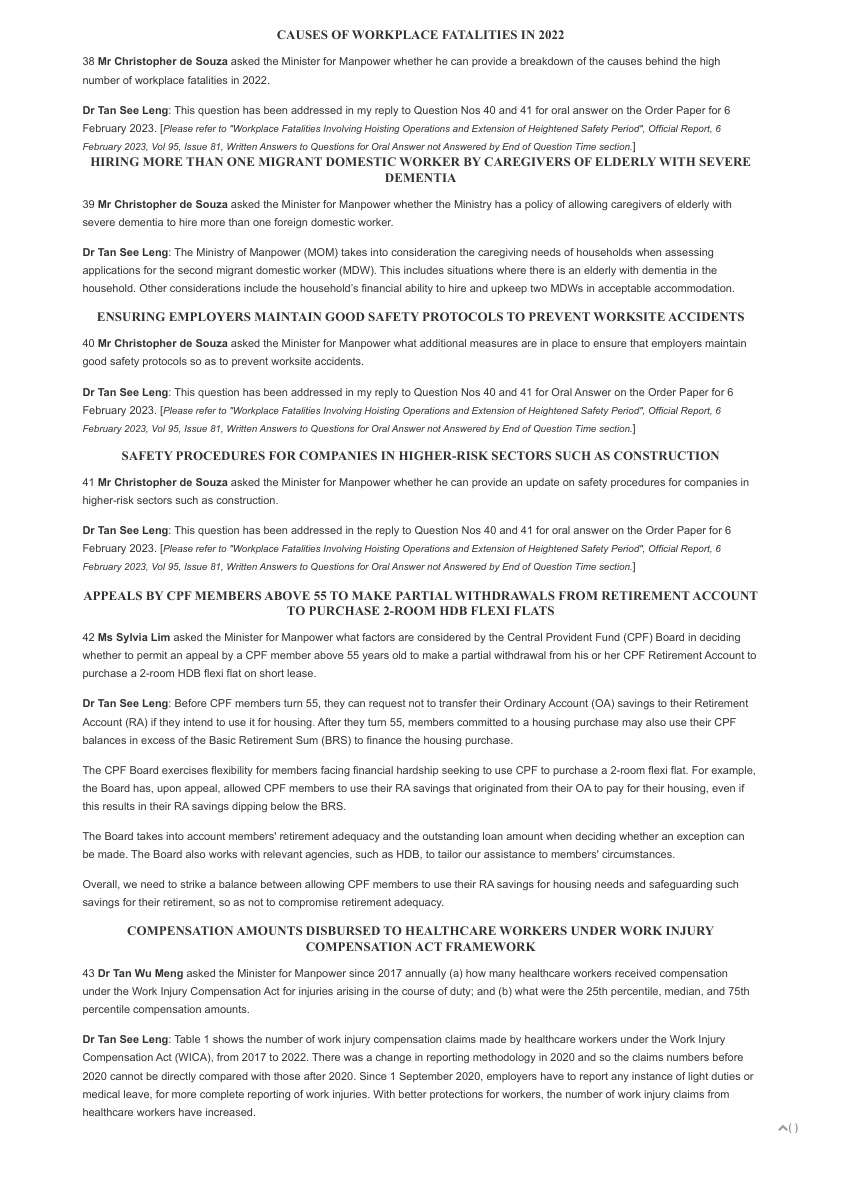 CAUSES OF WORKPLACE FATALITIES IN 2022
38 Mr Christopher de Souza asked the Minister for Manpower whether he can provide a breakdown of the causes behind the high
number of workplace fatalities in 2022.
Dr Tan See Leng: This question has been addressed in my reply to Question Nos 40 and 41 for oral answer on the Order Paper for 6
February 2023. [Please refer to "Workplace Fatalities Involving Hoisting Operations and Extension of Heightened Safety Period", Official Report, 6
February 2023, Vol 95, Issue 81, Written Answers to Questions for Oral Answer not Answered by End of Question Time section.]
HIRING MORE THAN ONE MIGRANT DOMESTIC WORKER BY CAREGIVERS OF ELDERLY WITH SEVERE
DEMENTIA
39 Mr Christopher de Souza asked the Minister for Manpower whether the Ministry has a policy of allowing caregivers of elderly with
severe dementia to hire more than one foreign domestic worker.
Dr Tan See Leng: The Ministry of Manpower (MOM) takes into consideration the caregiving needs of households when assessing
applications for the second migrant domestic worker (MDW). This includes situations where there is an elderly with dementia in the
household. Other considerations include the household's financial ability to hire and upkeep two MDWs in acceptable accommodation.
ENSURING EMPLOYERS MAINTAIN GOOD SAFETY PROTOCOLS TO PREVENT WORKSITE ACCIDENTS
40 Mr Christopher de Souza asked the Minister for Manpower what additional measures are in place to ensure that employers maintain
good safety protocols so as to prevent worksite accidents.
Dr Tan See Leng: This question has been addressed in my reply to Question Nos 40 and 41 for Oral Answer on the Order Paper for 6
February 2023. [Please refer to "Workplace Fatalities Involving Hoisting Operations and Extension of Heightened Safety Period", Official Report, 6
February 2023, Vol 95, Issue 81, Written Answers to Questions for Oral Answer not Answered by End of Question Time section.]
SAFETY PROCEDURES FOR COMPANIES IN HIGHER-RISK SECTORS SUCH AS CONSTRUCTION
41 Mr Christopher de Souza asked the Minister for Manpower whether he can provide an update on safety procedures for companies in
higher-risk sectors such as construction.
Dr Tan See Leng: This question has been addressed in the reply to Question Nos 40 and 41 for oral answer on the Order Paper for 6
February 2023. [Please refer to "Workplace Fatalities Involving Hoisting Operations and Extension of Heightened Safety Period", Official Report, 6
February 2023, Vol 95, Issue 81, Written Answers to Questions for Oral Answer not Answered by End of Question Time section.]
APPEALS BY CPF MEMBERS ABOVE 55 TO MAKE PARTIAL WITHDRAWALS FROM RETIREMENT ACCOUNT
TO PURCHASE 2-ROOM HDB FLEXI FLATS
42 Ms Sylvia Lim asked the Minister for Manpower what factors are considered by the Central Provident Fund (CPF) Board in deciding
whether to permit an appeal by a CPF member above 55 years old to make a partial withdrawal from his or her CPF Retirement Account to
purchase a 2-room HDB flexi flat on short lease.
Dr Tan See Leng: Before CPF members turn 55, they can request not to transfer their Ordinary Account (OA) savings to their Retirement
Account (RA) if they intend to use it for housing. After they turn 55, members committed to a housing purchase may also use their CPF
balances in excess of the Basic Retirement Sum (BRS) to finance the housing purchase.
The CPF Board exercises flexibility for members facing financial hardship seeking to use CPF to purchase a 2-room flexi flat. For example,
the Board has, upon appeal, allowed CPF members to use their RA savings that originated from their OA to pay for their housing, even if
this results in their RA savings dipping below the BRS.
The Board takes into account members' retirement adequacy and the outstanding loan amount when deciding whether an exception can
be made. The Board also works with relevant agencies, such as HDB, to tailor our assistance to members' circumstances.
Overall, we need to strike a balance between allowing CPF members to use their RA savings for housing needs and safeguarding such
savings for their retirement, so as not to compromise retirement adequacy.
COMPENSATION AMOUNTS DISBURSED TO HEALTHCARE WORKERS UNDER WORK INJURY
COMPENSATION ACT FRAMEWORK
43 Dr Tan Wu Meng asked the Minister for Manpower since 2017 annually (a) how many healthcare workers received compensation
under the Work Injury Compensation Act for injuries arising in the course of duty; and (b) what were the 25th percentile, median, and 75th
percentile compensation amounts.
Dr Tan See Leng: Table 1 shows the number of work injury compensation claims made by healthcare workers under the Work Injury
Compensation Act (WICA), from 2017 to 2022. There was a change in reporting methodology in 2020 and so the claims numbers before
2020 cannot be directly compared with those after 2020. Since 1 September 2020, employers have to report any instance of light duties or
medical leave, for more complete reporting of work injuries. With better protections for workers, the number of work injury claims from
healthcare workers have increased.
( )